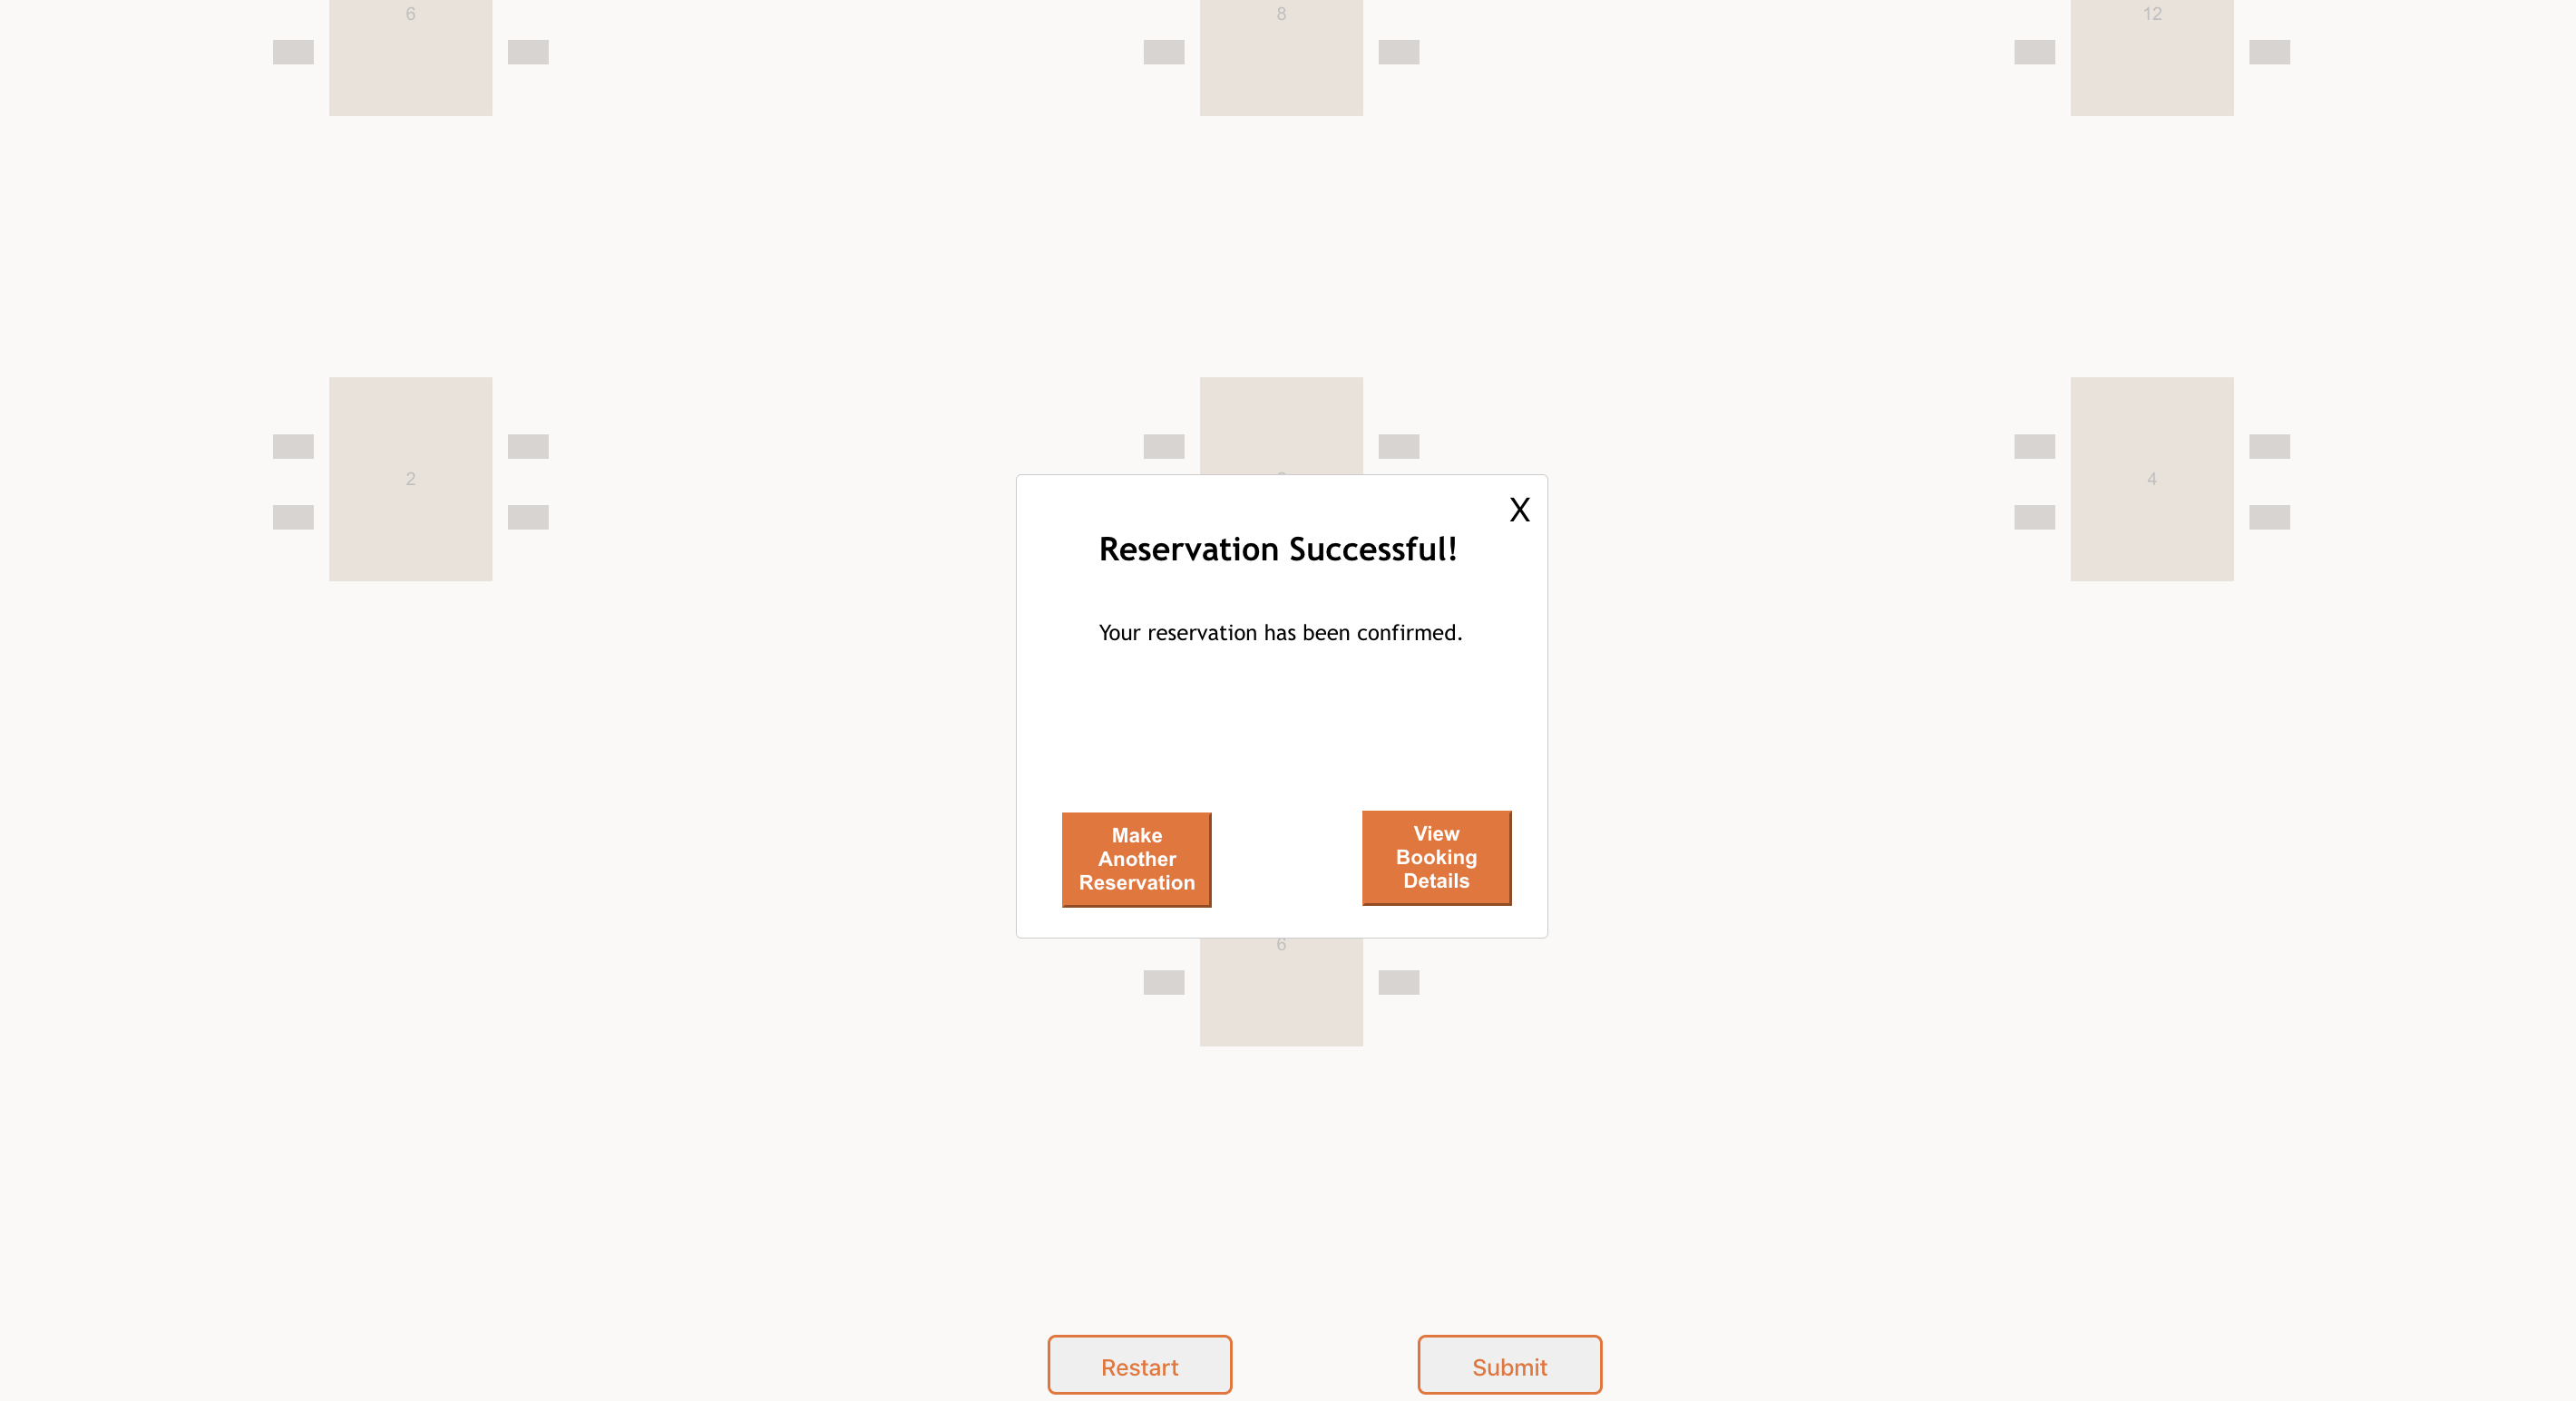 6
8
12
2
4
X
Reservation Successful!
Your reservation has been confirmed.
Make
Another
Reservation
View
Booking
Details
6
Restart
Submit